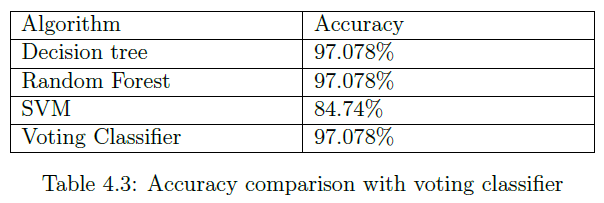 Algorithm Accuracy
Decision tree 97.078%
Random Forest 97.078%
SVM 84.74%
Voting Classifier 97.078%
Table 4.3: Accuracy comparison with voting classifier